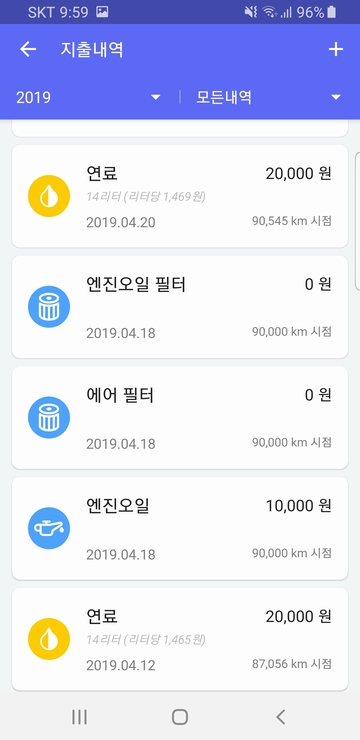 SKT 9:59 96%
지출내역
2019 모든내역
연료 20,000 원
14리터 (리터당 1,469원)
2019.04.20 90,545 km 시점
엔진오일 필터 0 원
2019.04.18 90,000 km 시점
에어 필터 0 원
2019.04.18 90,000 km 시점
엔진오일 10,000 원
2019.04.18 90,000 km 시점
연료 20,000 원
14리터 (리터당 1,465원)
2019.04.12 87,056 km 시점